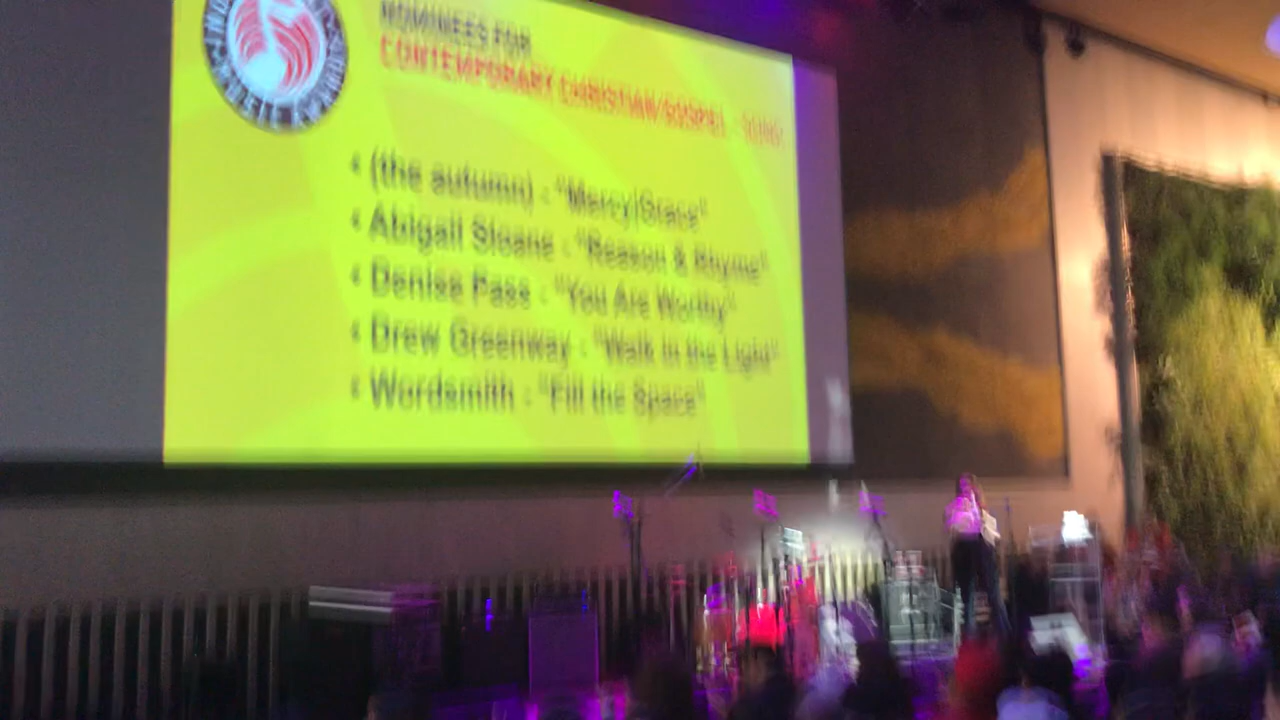 NOMINEES FOR
CONTEMPORARY CHRISTIAN/GOSPEL - SONG
• (the autumn) - "Mercy|Grace"
• Abigail Sloane - "Reason & Rhyme"
• Denise Pass - "You Are Worthy"
• Drew Greenway - "Walk in the Light"
• Wordsmith - "Fill the Space"